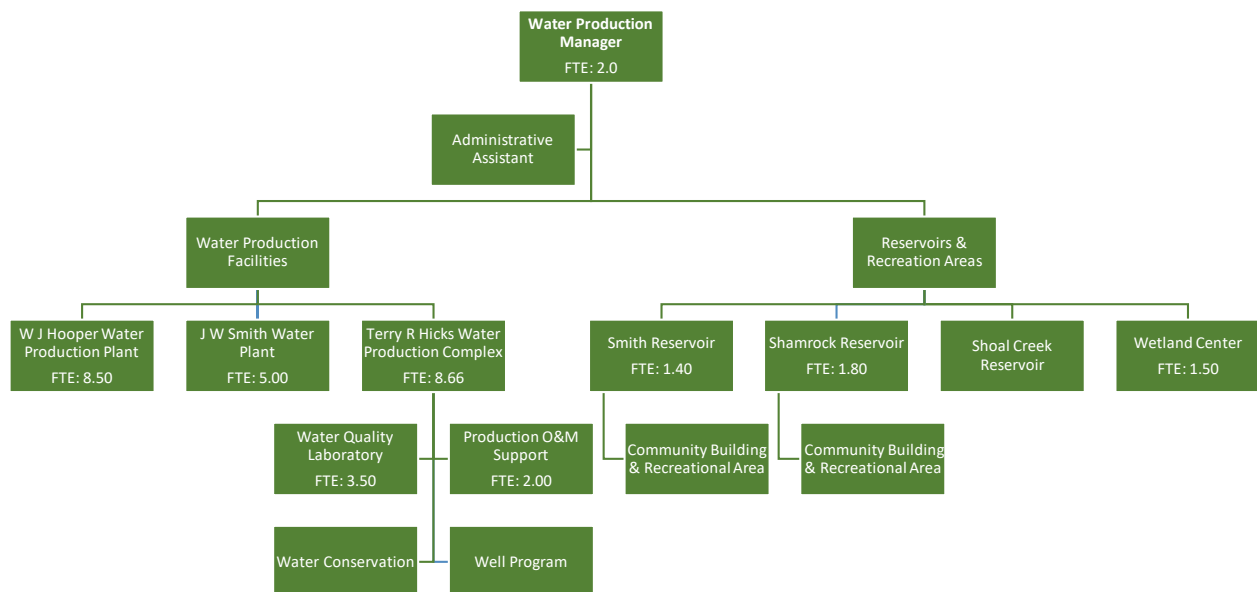 Water Production
Manager
FTE: 2.0
Administrative
Assistant
Water Production
Facilities
Reservoirs &
Recreation Areas
W J Hooper Water
Production Plant
FTE: 8.50
J W Smith Water
Plant
FTE: 5.00
Terry R Hicks Water
Production Complex
FTE: 8.66
Smith Reservoir
FTE: 1.40
Shamrock Reservoir
FTE: 1.80
Shoal Creek
Reservoir
Wetland Center
FTE: 1.50
Water Quality
Laboratory
FTE: 3.50
Production O&M
Support
FTE: 2.00
Community Building
& Recreational Area
Community Building
& Recreational Area
Water Conservation
Well Program